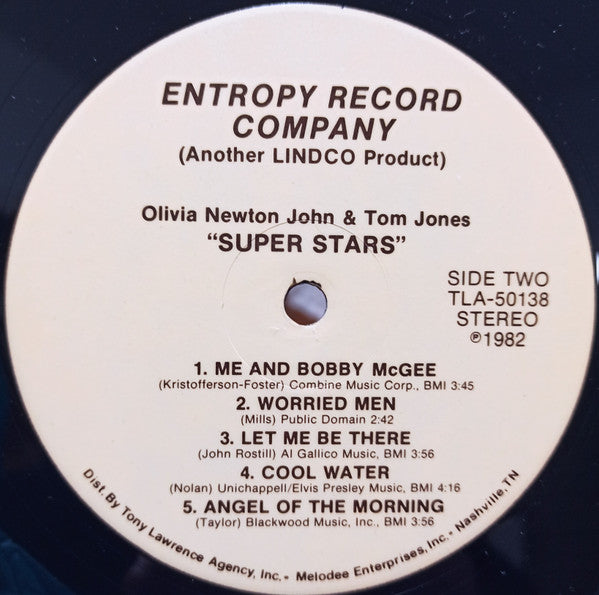 ENTROPY RECORD
COMPANY
(Another LINDCO Product)
Olivia Newton John & Tom Jones
“SUPER STARS”
SIDE TWO
TLA-50138
STEREO
℗1982
1. ME AND BOBBY McGEE
(Kristofferson-Foster) Combine Music Corp., BMI 3:45
2. WORRIED MEN
(Mills) Public Domain 2:42
3. LET ME BE THERE
(John Rostill) Al Gallico Music, BMI 3:56
4. COOL WATER
(Nolan) Unichappell/Elvis Presley Music, BMI 4:16
5. ANGEL OF THE MORNING
(Taylor) Blackwood Music, Inc., BMI 3:56
Dist. By Tony Lawrence Agency, Inc. • Melodee Enterprises, Inc. • Nashville, TN